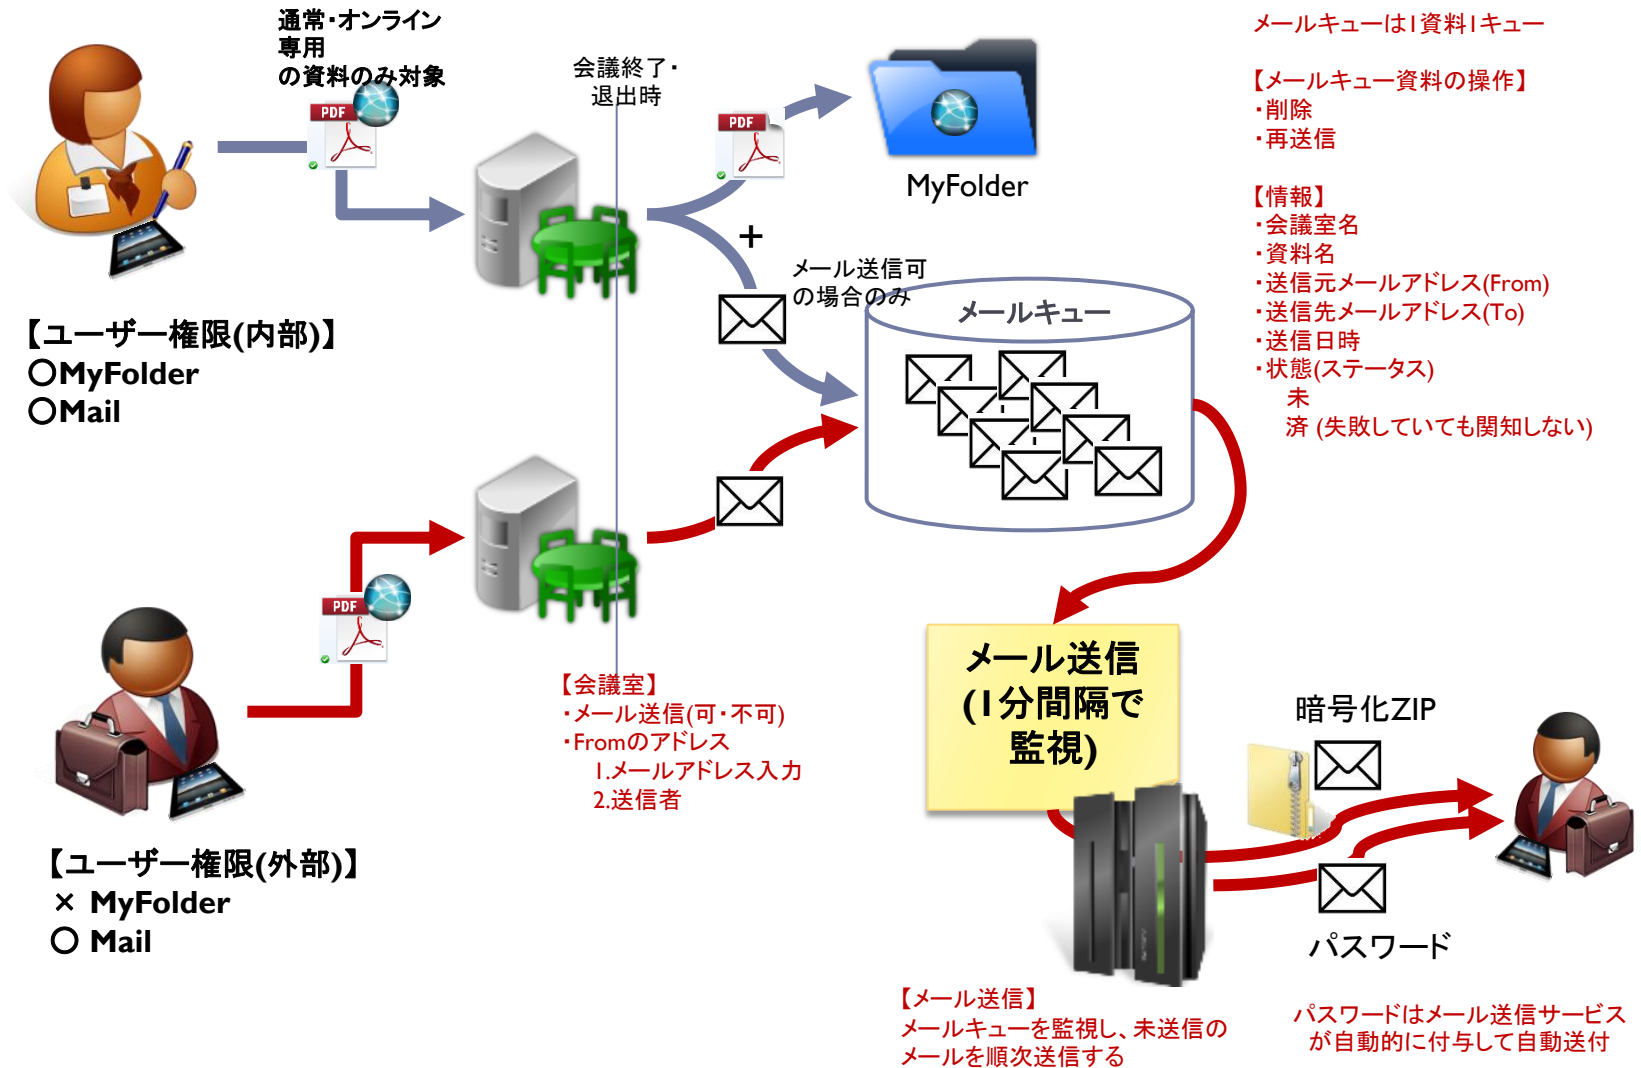 通常・オンライン
専用
の資料のみ対象
PDF
会議終了・
退出時
PDF
MyFolder
+
メール送信可
の場合のみ
メールキュー
メールキューは1資料1キュー
【メールキュー資料の操作】
・削除
・再送信
【情報】
・会議室名
・資料名
・送信元メールアドレス(From)
・送信先メールアドレス(To)
・送信日時
・状態(ステータス)
未
済 (失敗していても関知しない)
【ユーザー権限(内部)】
〇MyFolder
〇Mail
PDF
【ユーザー権限(外部)】
× MyFolder
〇 Mail
【会議室】
・メール送信(可・不可)
・Fromのアドレス
1.メールアドレス入力
2.送信者
メール送信
(1分間隔で
監視)
暗号化ZIP
パスワード
【メール送信】
メールキューを監視し、未送信の
メールを順次送信する
パスワードはメール送信サービス
が自動的に付与して自動送付